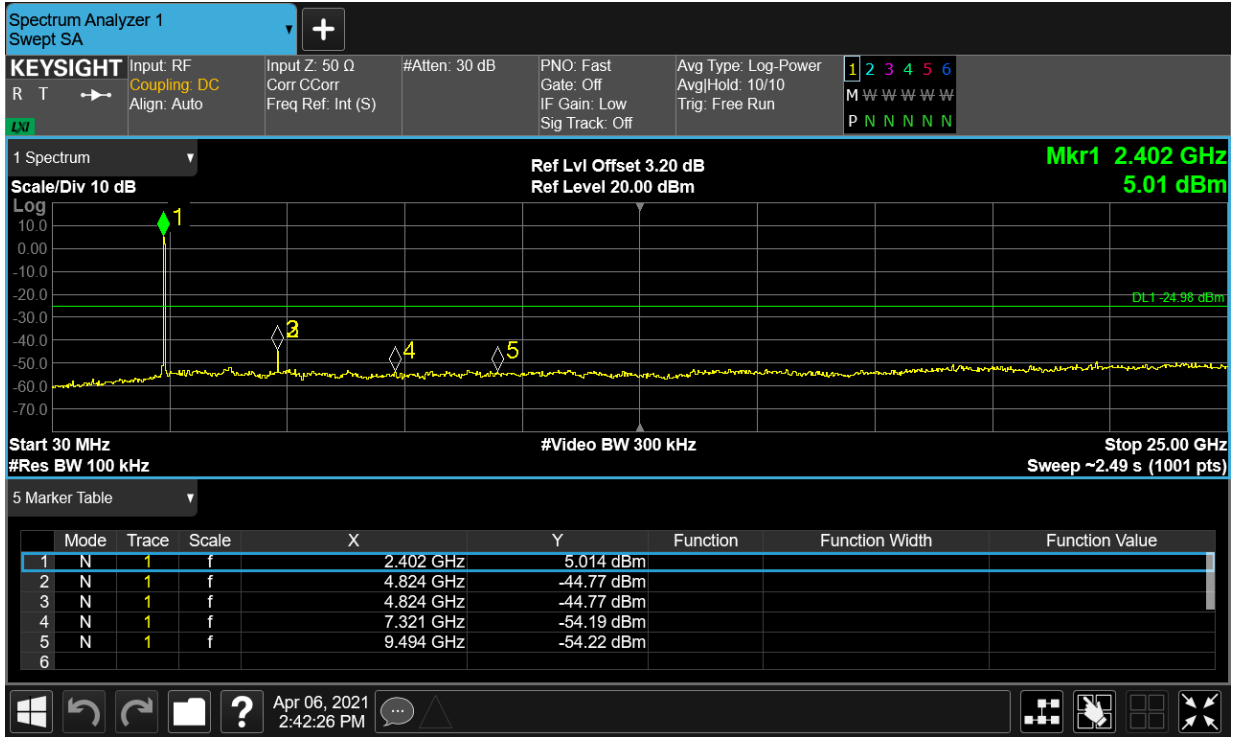 Spectrum Analyzer 1
Swept SA
KEYSIGHT
R T
LXI
Input: RF
Coupling: DC
Align: Auto
Input Z: 50 Ω
Corr CCorr
Freq Ref: Int (S)
#Atten: 30 dB
PNO: Fast
Gate: Off
IF Gain: Low
Sig Track: Off
Avg Type: Log-Power
Avg|Hold: 10/10
Trig: Free Run
1 2 3 4 5 6
M W W W W W
P N N N N N
1 Spectrum
Scale/Div 10 dB
Ref Lvl Offset 3.20 dB
Ref Level 20.00 dBm
Mkr1 2.402 GHz
5.01 dBm
Log
10.0
0.00
-10.0
-20.0
-30.0
-40.0
-50.0
-60.0
-70.0
1
3
4
5
DL1 -24.98 dBm
Start 30 MHz
#Res BW 100 kHz
#Video BW 300 kHz
Stop 25.00 GHz
Sweep ~2.49 s (1001 pts)
5 Marker Table
Mode Trace Scale X Y Function Function Width Function Value
1 N 1 f 2.402 GHz 5.014 dBm
2 N 1 f 4.824 GHz -44.77 dBm
3 N 1 f 4.824 GHz -44.77 dBm
4 N 1 f 7.321 GHz -54.19 dBm
5 N 1 f 9.494 GHz -54.22 dBm
6
?
Apr 06, 2021
2:42:26 PM